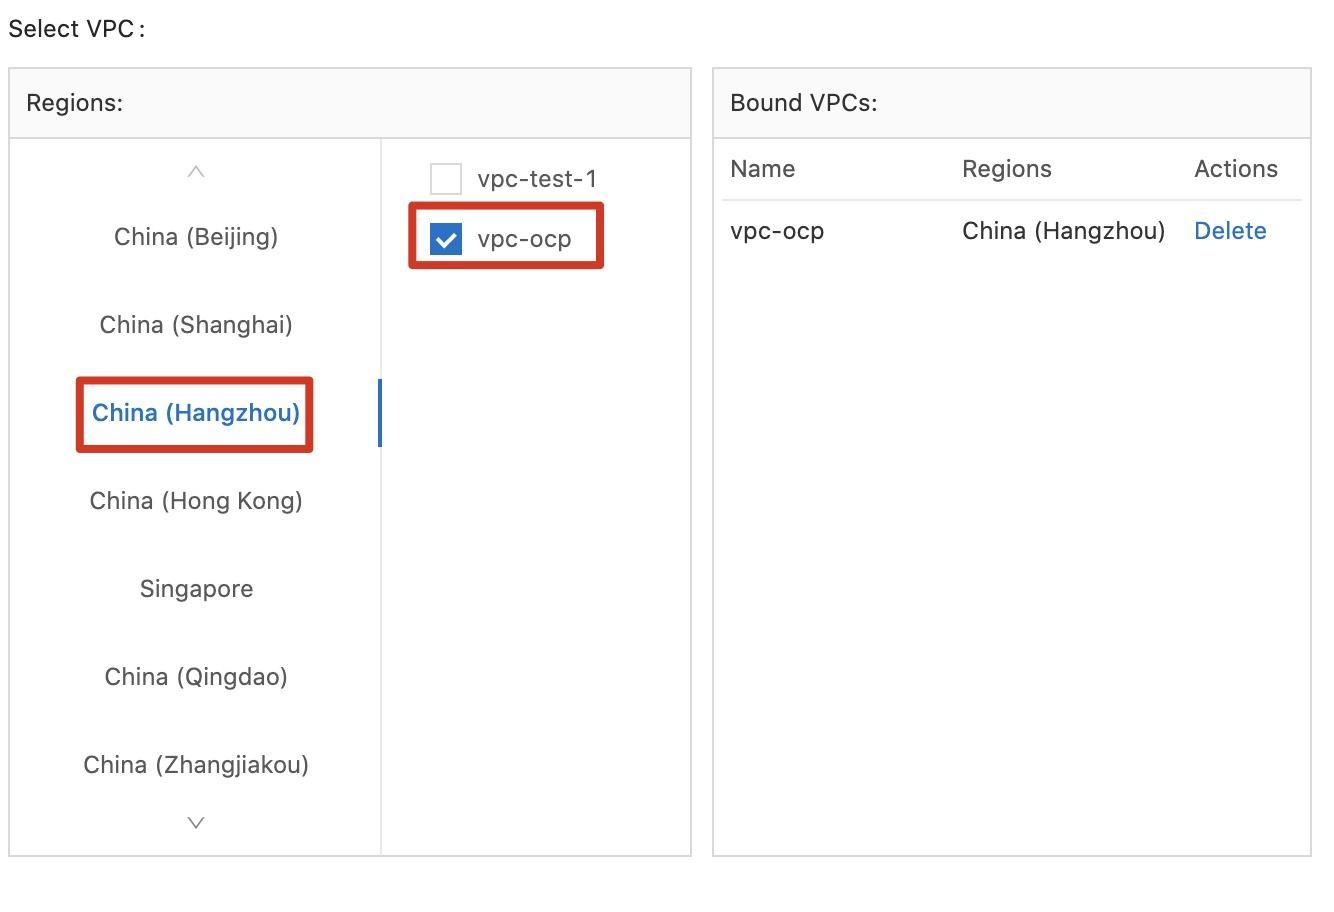 Select VPC:
Regions:
China (Beijing)
China (Shanghai)
China (Hangzhou)
China (Hong Kong)
Singapore
China (Qingdao)
China (Zhangjiakou)
vpc-test-1
vpc-ocp
Bound VPCs:
Name Regions Actions
vpc-ocp China (Hangzhou) Delete